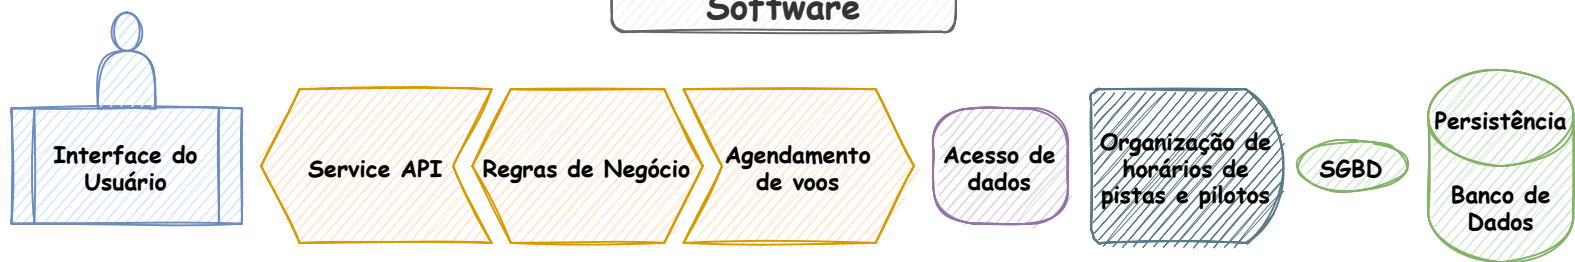 Software
Interface do
Usuário
Service API
Regras de Negócio
Agendamento
de voos
Acesso de
dados
Organização de
horários de
pistas e pilotos
SGBD
Persistência
Banco de
Dados